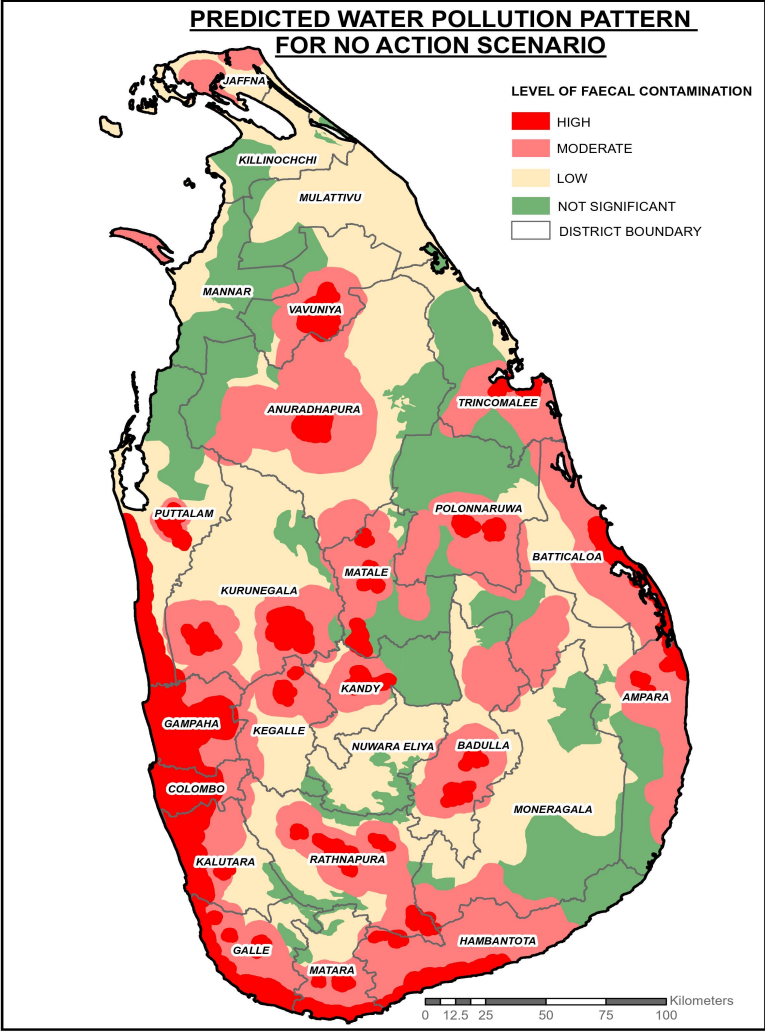 PREDICTED WATER POLLUTION PATTERN
FOR NO ACTION SCENARIO
LEVEL OF FAECAL CONTAMINATION
HIGH
MODERATE
LOW
NOT SIGNIFICANT
DISTRICT BOUNDARY
JAFFNA
KILLINOCHCHI
MULATTIVU
MANNAR
VAVUNIYA
ANURADHAPURA
TRINCOMALEE
PUTTALAM
POLONNARUWA
BATTICALOA
MATALE
KURUNEGALA
KANDY
AMPARA
GAMPAHA
KEGALLE
NUWARA ELIYA
BADULLA
COLOMBO
MONERAGALA
KALUTARA
RATHNAPURA
GALLE
HAMBANTOTA
MATARA
Kilometers
0 12.5 25 50 75 100